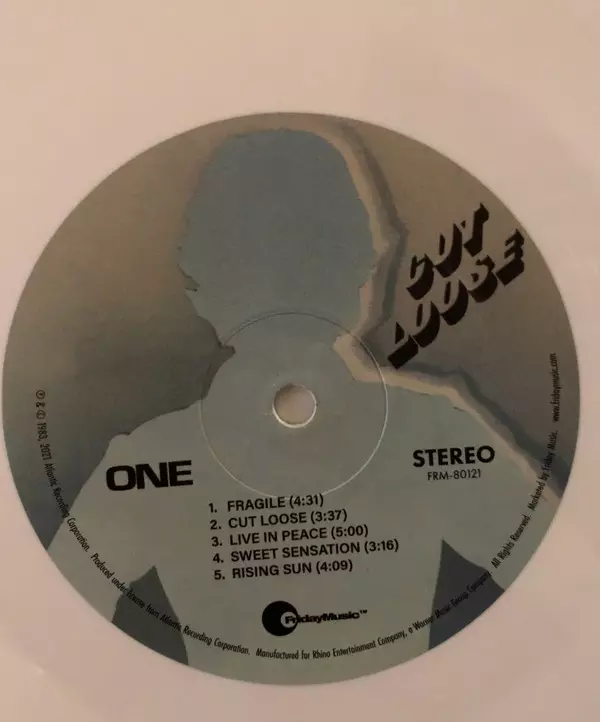 CUT
LOOSE
ONE
STEREO
FRM-80121
1. FRAGILE (4:31)
2. CUT LOOSE (3:37)
3. LIVE IN PEACE (5:00)
4. SWEET SENSATION (3:16)
5. RISING SUN (4:09)
FridayMusic™
℗ & © 1983, 2021 Atlantic Recording Corporation. Produced under license from Atlantic Recording Corporation. Manufactured for Rhino Entertainment Company, a Warner Music Group Company. All Rights Reserved. Marketed by Friday Music. www.fridaymusic.com